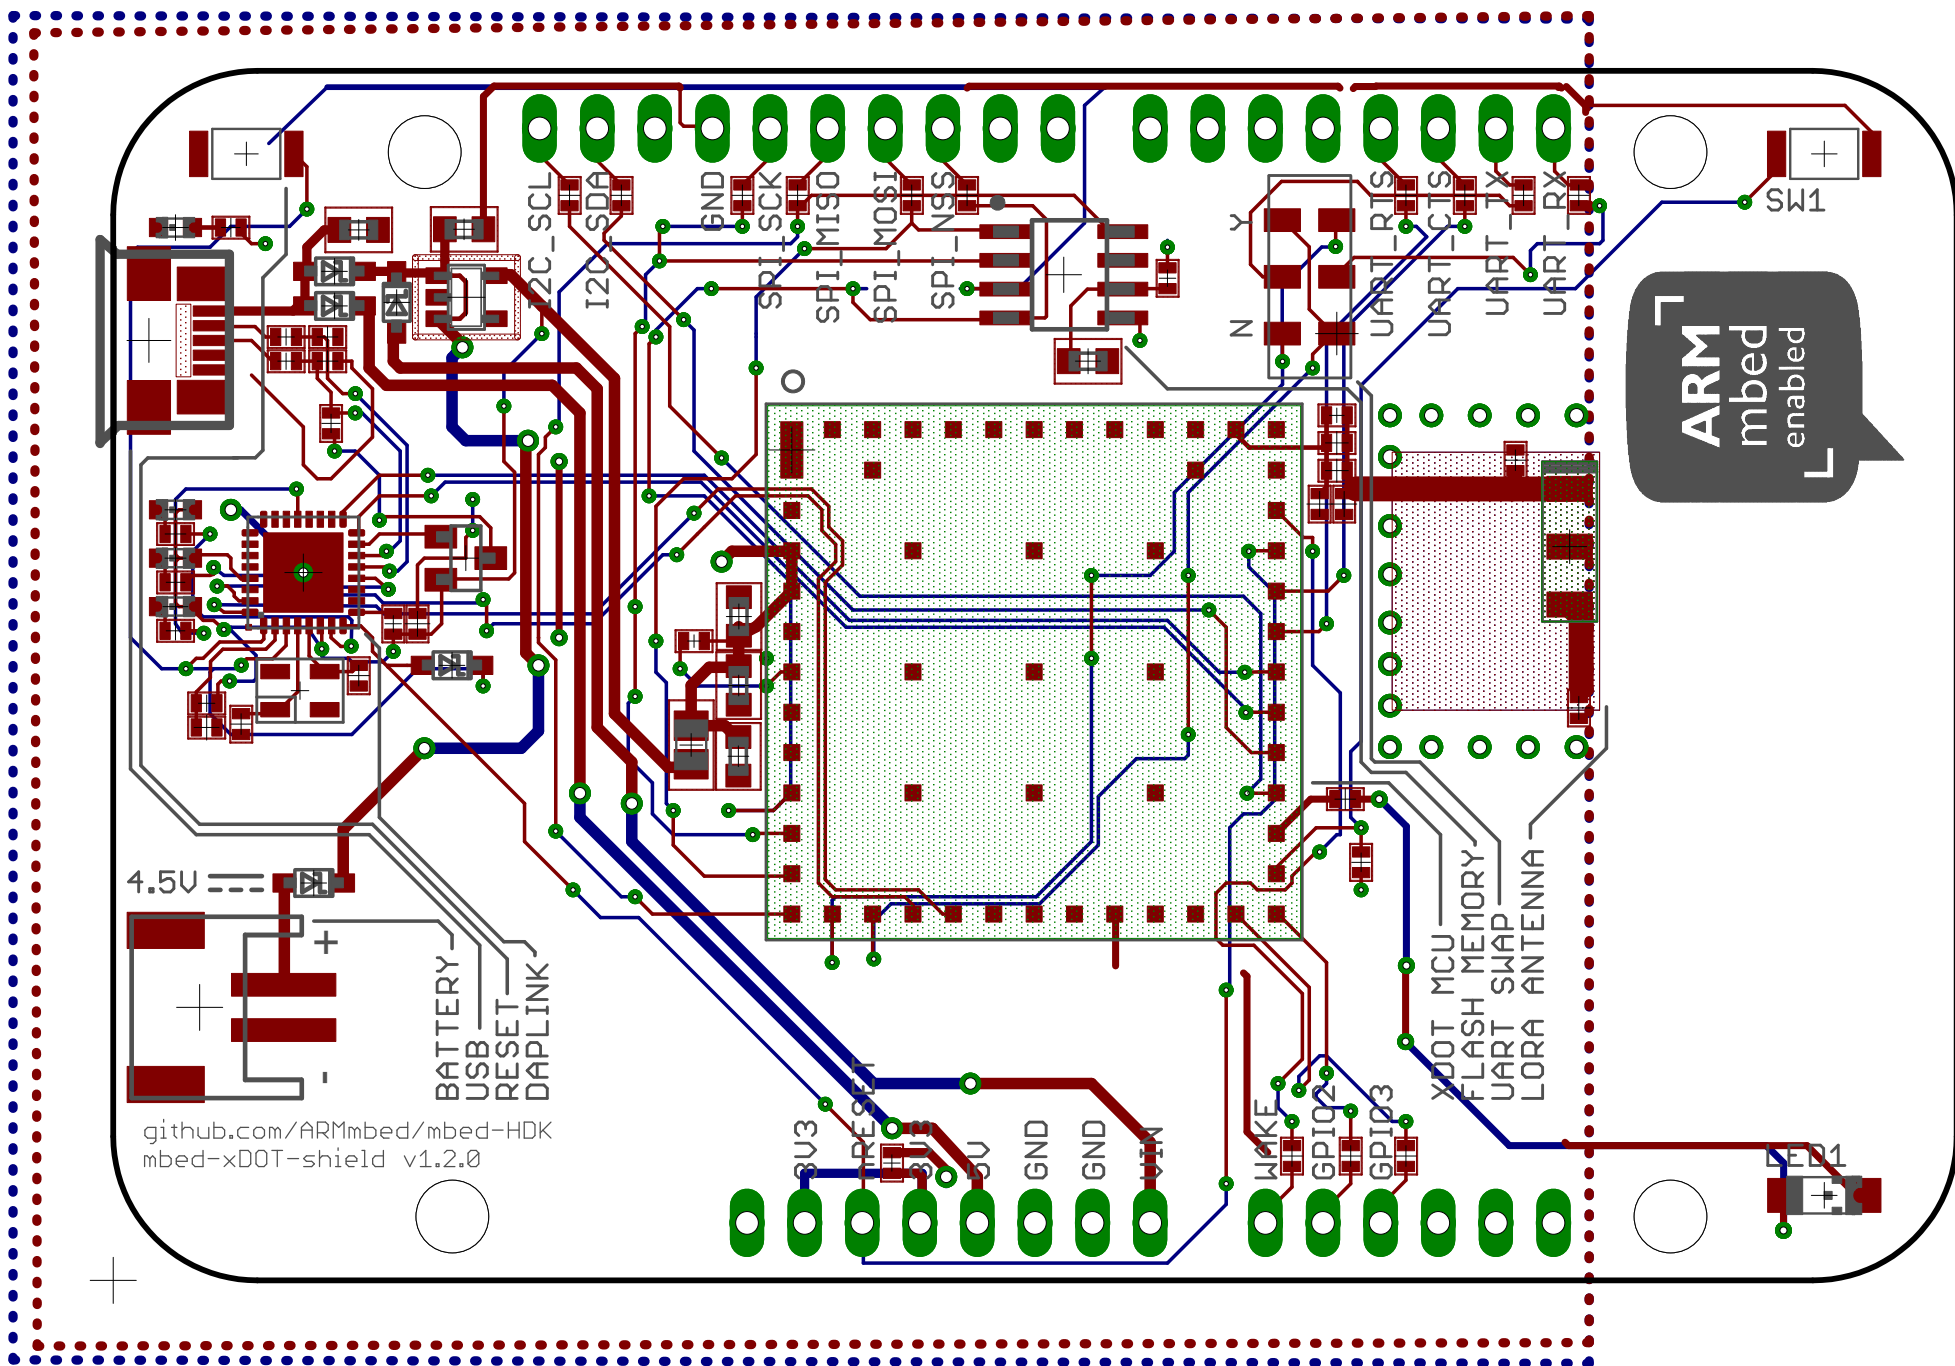 I2C_SCL
I2C_SDA
GND
SPI_SCK
SPI_MISO
SPI_MOSI
SPI_NSS
Y
N
UART_RTS
UART_CTS
UART_TX
UART_RX
SW1
ARM
mbed
enabled
4.5V
+
-
BATTERY
USB
RESET
DAPLINK
XDOT MCU
FLASH MEMORY
UART SWAP
LORA ANTENNA
github.com/ARMmbed/mbed-HDK
mbed-xDOT-shield v1.2.0
3V3
NRESET
3V3
5V
GND
GND
VIN
WAKE
GPIO2
GPIO3
LED1